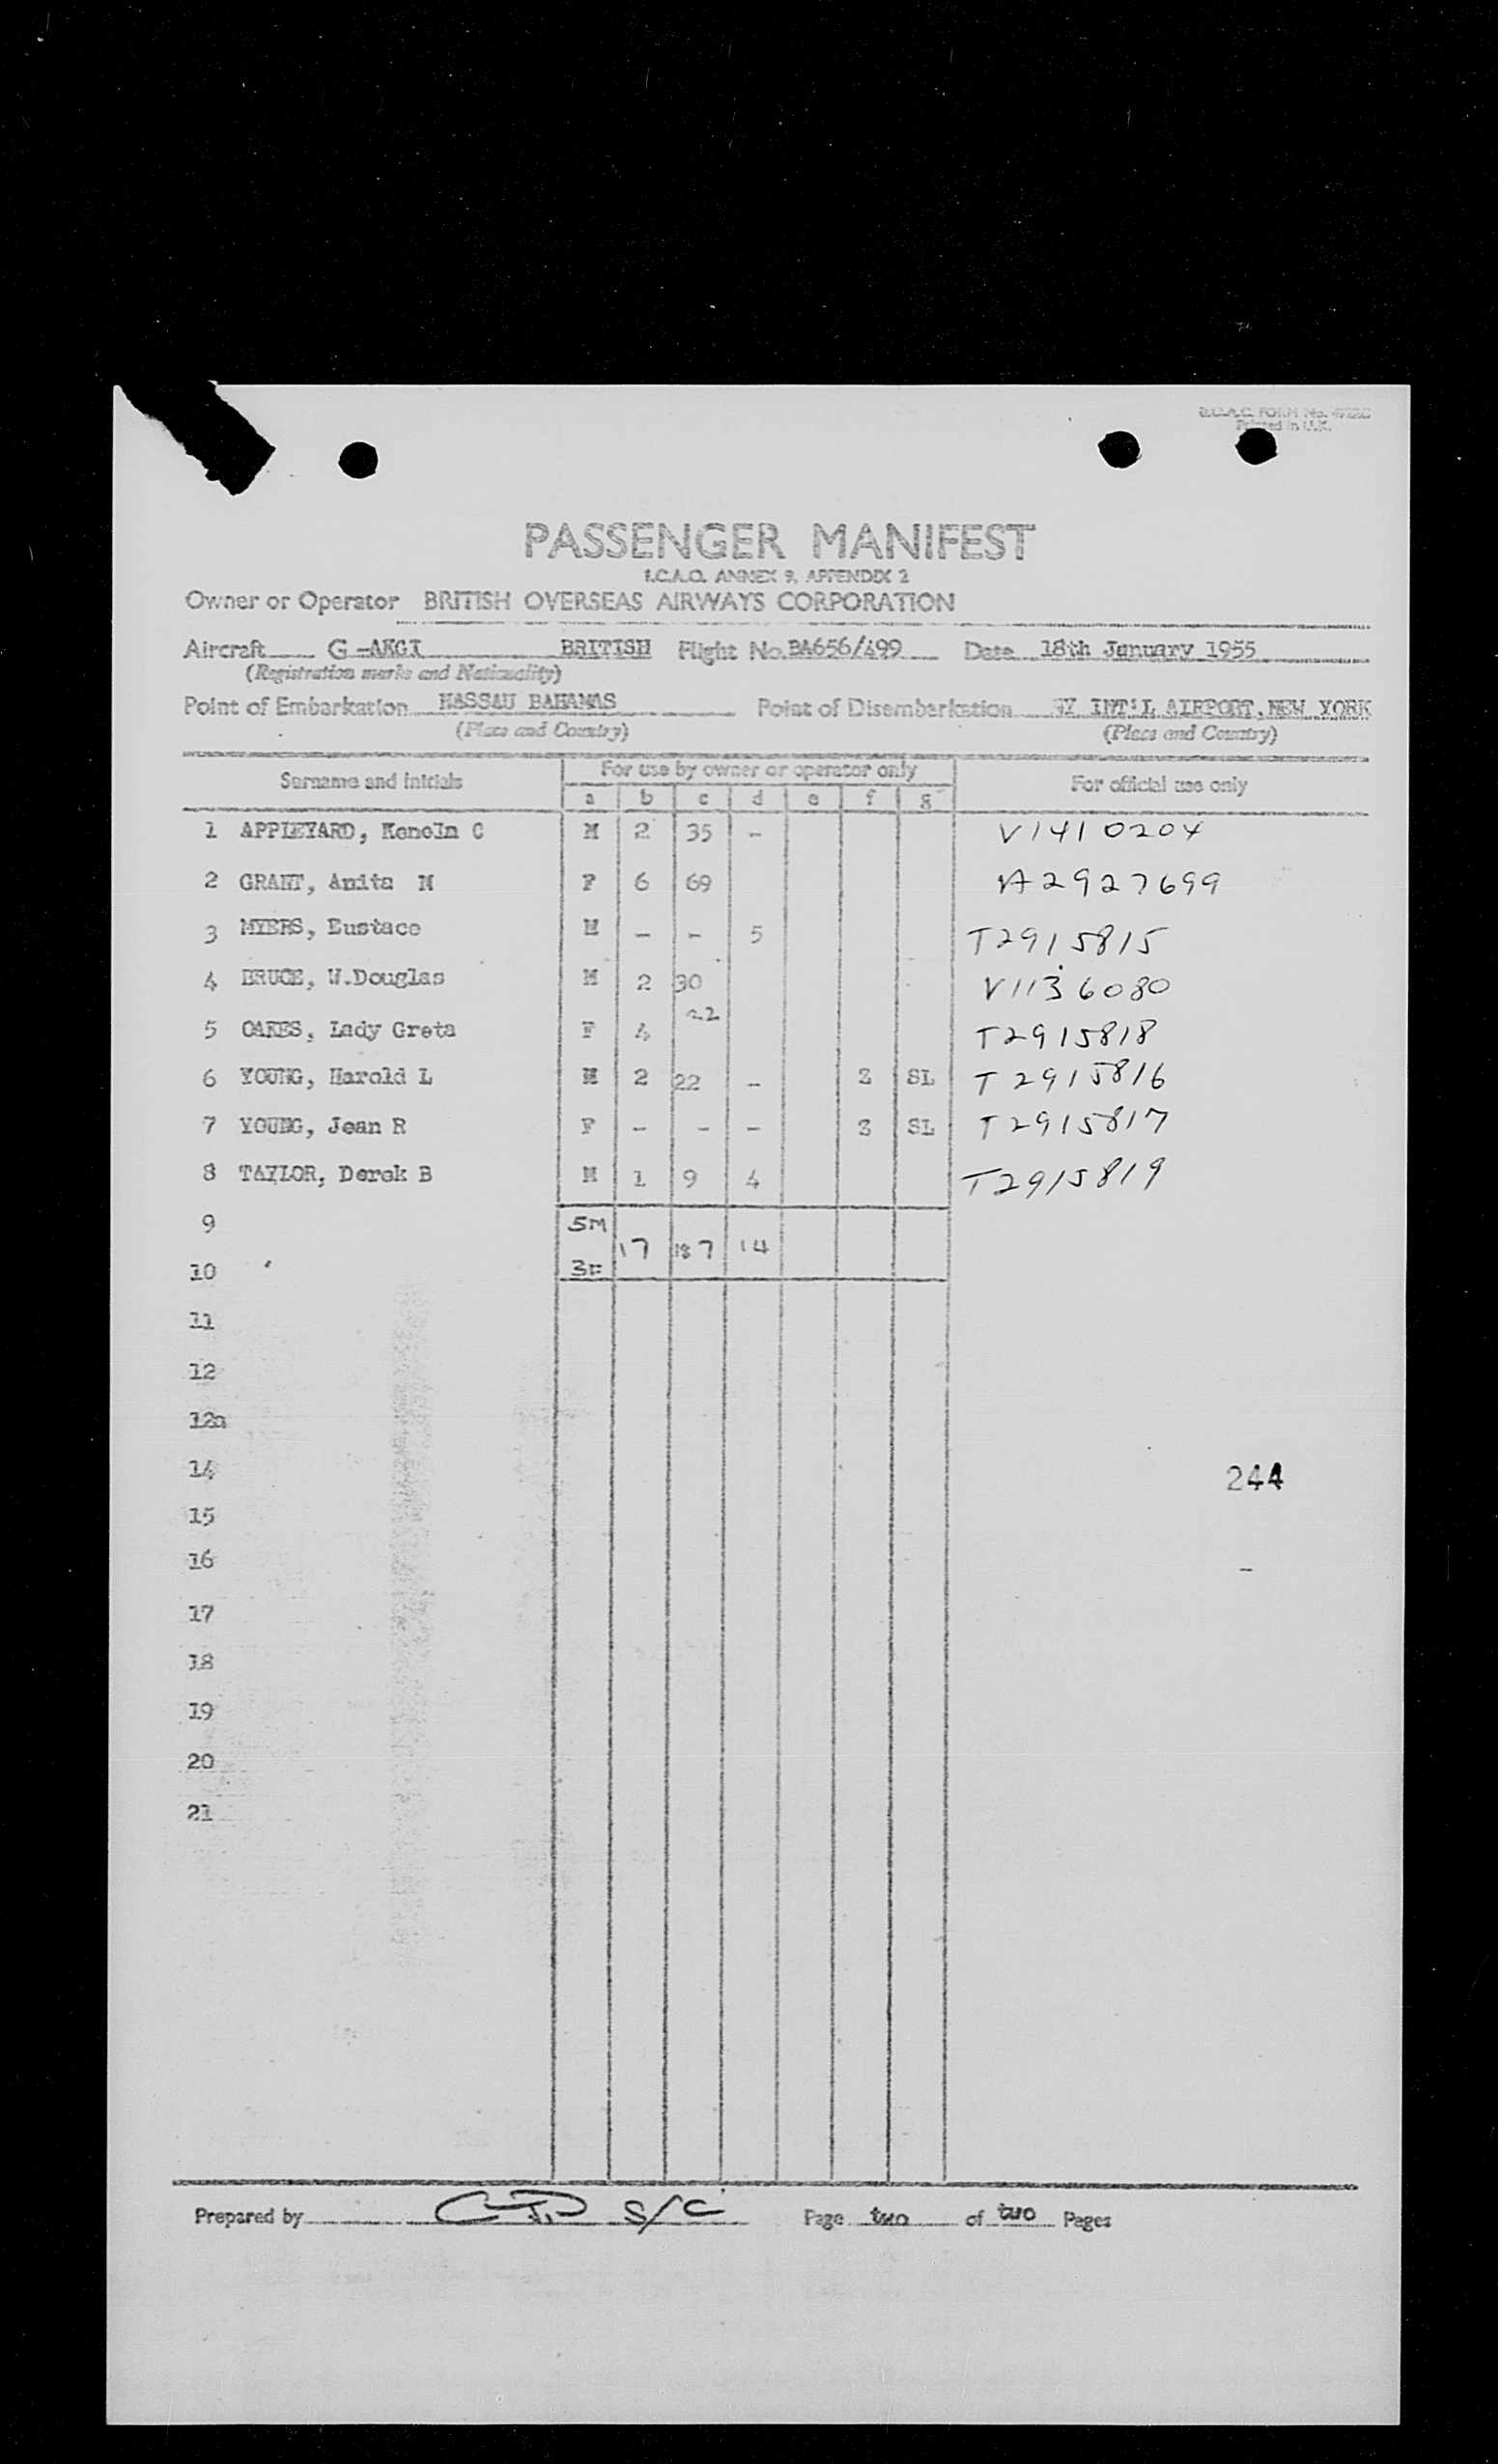 B.O.A.C. FORM No.
Printed in U.K.
PASSENGER MANIFEST
I.C.A.O. ANNEX 9, APPENDIX 2
Owner or Operator BRITISH OVERSEAS AIRWAYS CORPORATION
Aircraft G-AKGI BRITISH Flight No. BA656/499 Date 18th January 1955
(Registration marks and Nationality)
Point of Embarkation NASSAU BAHAMAS Point of Disembarkation NY INT'L AIRPORT, NEW YORK
(Place and Country) (Place and Country)
Surname and initials For use by owner or operator only For official use only
a b c d e f g
1 APPLEYARD, Kenelm C M 2 35 - V1410204
2 GRANT, Anita M F 6 69 A2927699
3 MYERS, Eustace M - - 5 T2915815
4 BRUCE, W.Douglas M 2 30 V1136080
5 OAKES, Lady Greta F 4 22 T2915818
6 YOUNG, Harold L M 2 22 - Z SL T2915816
7 YOUNG, Jean R F - - - Z SL T2915817
8 TAYLOR, Derek B M 1 9 4 T2915819
9 5M
17 187 14
10 3F
11
12
12a
14 244
15
16
17
18
19
20
21
Prepared by S/C Page two of two Pages